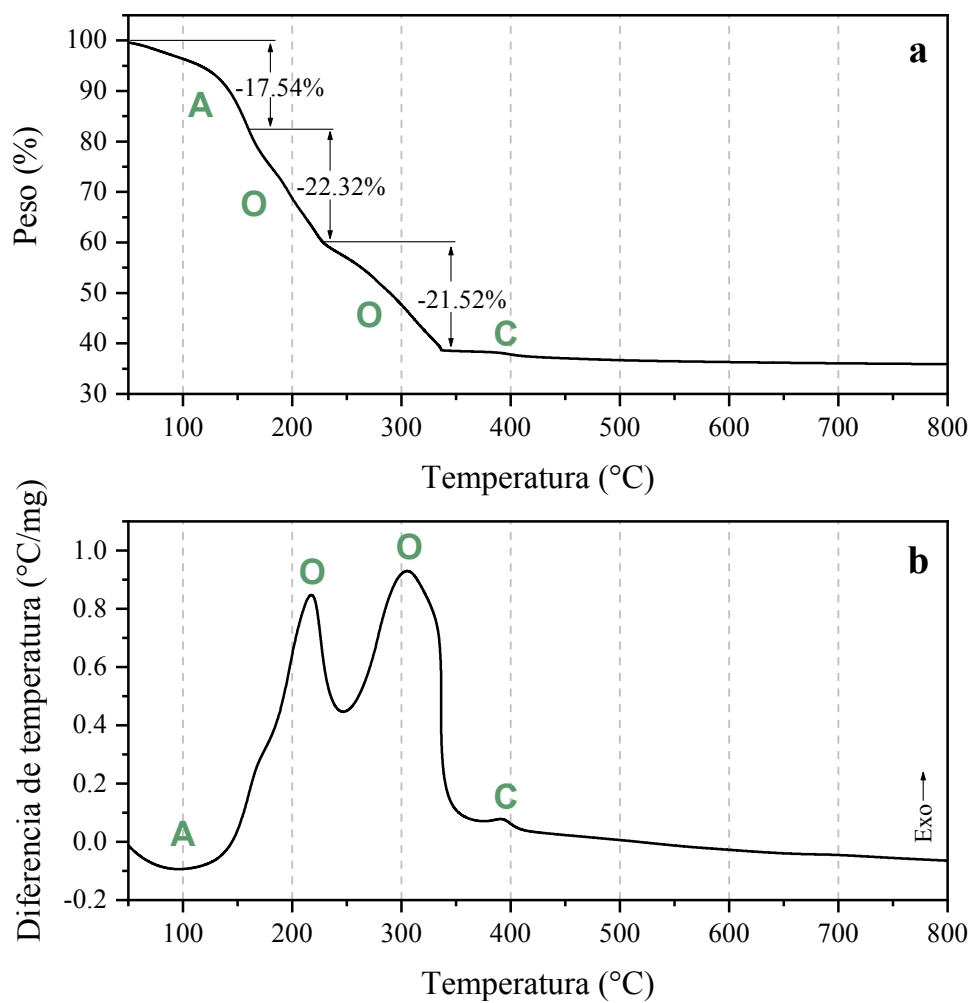 a
Peso (%)
100
90
80
70
60
50
40
30
-17.54%
-22.32%
-21.52%
A
O
O
C
100 200 300 400 500 600 700 800
Temperatura (°C)
b
Diferencia de temperatura (°C/mg)
1.0
0.8
0.6
0.4
0.2
0.0
-0.2
A
O
O
C
Exo
100 200 300 400 500 600 700 800
Temperatura (°C)